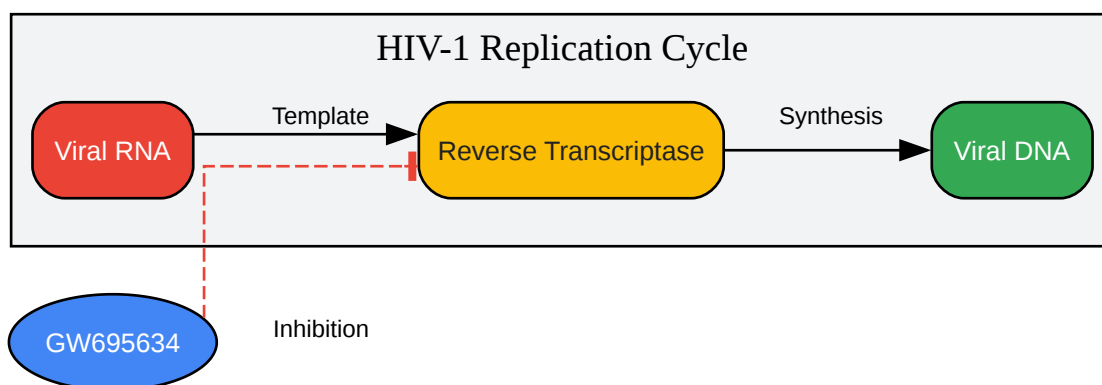 HIV-1 Replication Cycle
Template
Synthesis
Viral RNA
Reverse Transcriptase
Viral DNA
GW695634
Inhibition